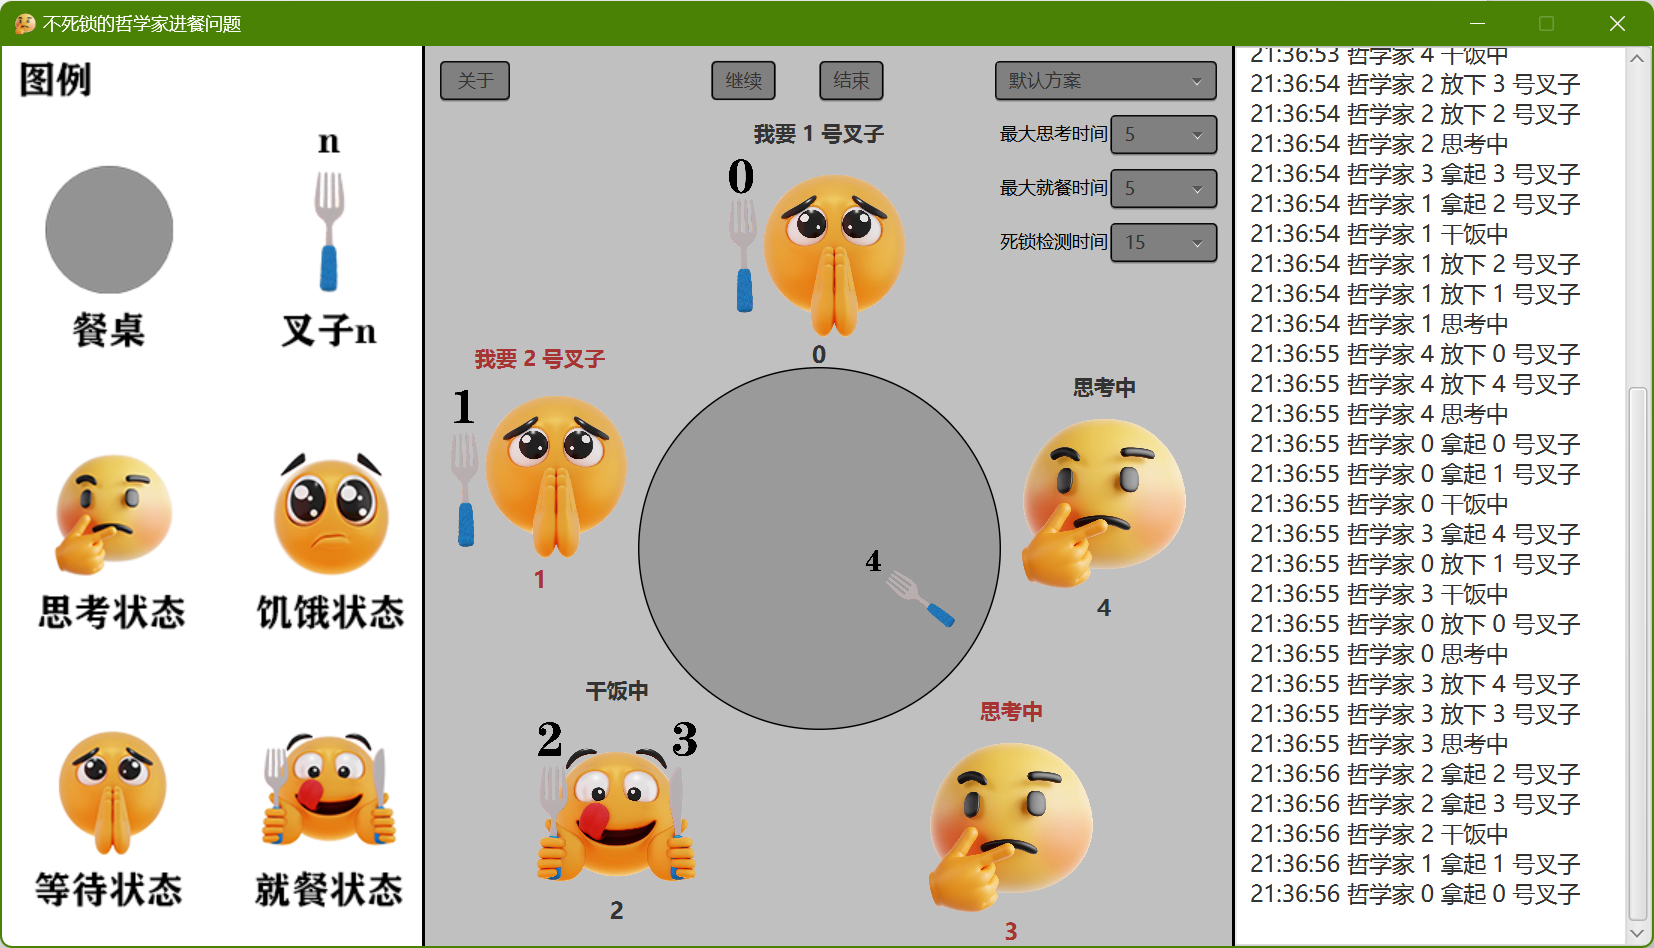 不死锁的哲学家进餐问题
图例
n
餐桌
叉子n
思考状态
饥饿状态
等待状态
就餐状态
关于
继续
结束
默认方案
最大思考时间
5
最大就餐时间
5
死锁检测时间
15
我要 1 号叉子
0
0
我要 2 号叉子
1
1
思考中
4
4
干饭中
2
3
2
思考中
3
21:36:53 哲学家 4 干饭中
21:36:54 哲学家 2 放下 3 号叉子
21:36:54 哲学家 2 放下 2 号叉子
21:36:54 哲学家 2 思考中
21:36:54 哲学家 3 拿起 3 号叉子
21:36:54 哲学家 1 拿起 2 号叉子
21:36:54 哲学家 1 干饭中
21:36:54 哲学家 1 放下 2 号叉子
21:36:54 哲学家 1 放下 1 号叉子
21:36:54 哲学家 1 思考中
21:36:55 哲学家 4 放下 0 号叉子
21:36:55 哲学家 4 放下 4 号叉子
21:36:55 哲学家 4 思考中
21:36:55 哲学家 0 拿起 0 号叉子
21:36:55 哲学家 0 拿起 1 号叉子
21:36:55 哲学家 0 干饭中
21:36:55 哲学家 3 拿起 4 号叉子
21:36:55 哲学家 0 放下 1 号叉子
21:36:55 哲学家 3 干饭中
21:36:55 哲学家 0 放下 0 号叉子
21:36:55 哲学家 0 思考中
21:36:55 哲学家 3 放下 4 号叉子
21:36:55 哲学家 3 放下 3 号叉子
21:36:55 哲学家 3 思考中
21:36:56 哲学家 2 拿起 2 号叉子
21:36:56 哲学家 2 拿起 3 号叉子
21:36:56 哲学家 2 干饭中
21:36:56 哲学家 1 拿起 1 号叉子
21:36:56 哲学家 0 拿起 0 号叉子